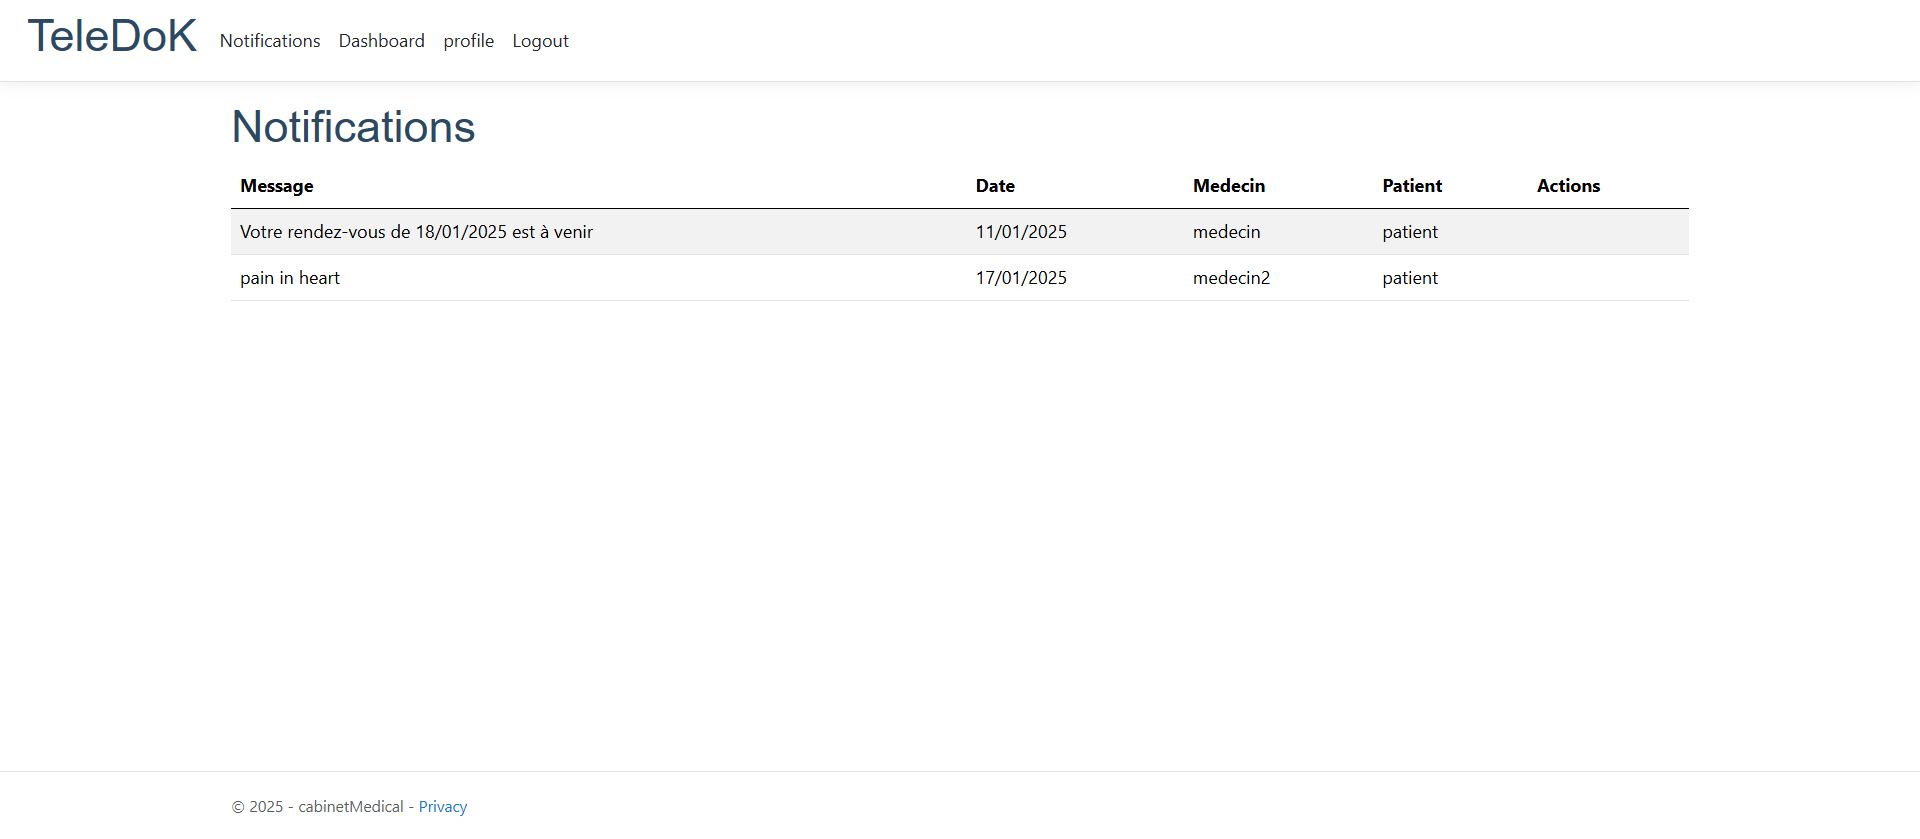 TeleDoK Notifications Dashboard profile Logout
Notifications
Message Date Medecin Patient Actions
Votre rendez-vous de 18/01/2025 est à venir 11/01/2025 medecin patient
pain in heart 17/01/2025 medecin2 patient
© 2025 - cabinetMedical - Privacy